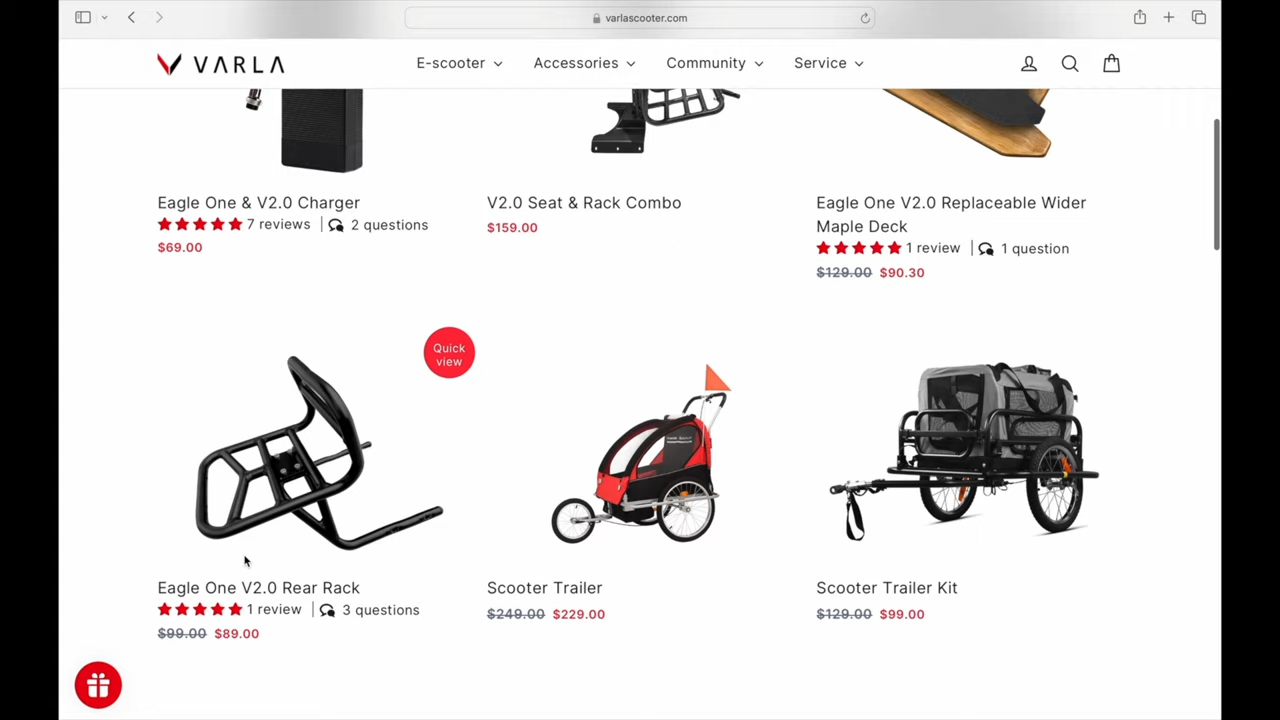 varlascooter.com
VARLA
E-scooter
Accessories
Community
Service
Eagle One & V2.0 Charger
7 reviews
2 questions
$69.00
V2.0 Seat & Rack Combo
$159.00
Eagle One V2.0 Replaceable Wider
Maple Deck
1 review
1 question
$129.00 $90.30
Quick
view
Eagle One V2.0 Rear Rack
1 review
3 questions
$99.00 $89.00
Scooter Trailer
$249.00 $229.00
Scooter Trailer Kit
$129.00 $99.00